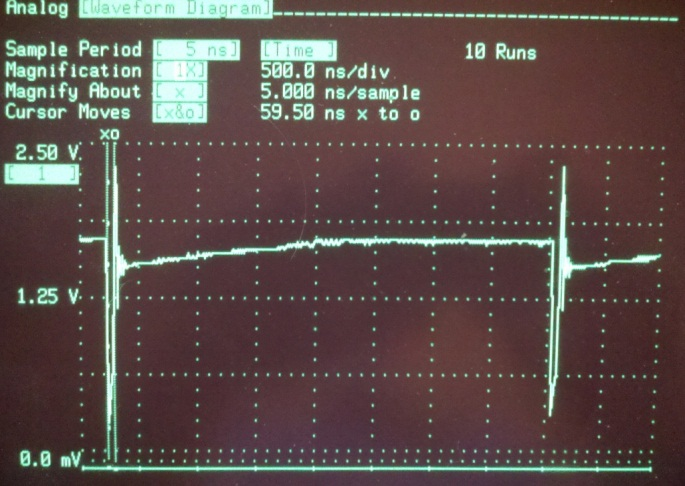 Analog [Waveform Diagram]
Sample Period [ 5 ns] [Time ] 10 Runs
Magnification [ 1X] 500.0 ns/div
Magnify About [ x ] 5.000 ns/sample
Cursor Moves [x&o] 59.50 ns x to o
xo
2.50 V
[ 1 ]
1.25 V
0.0 mV